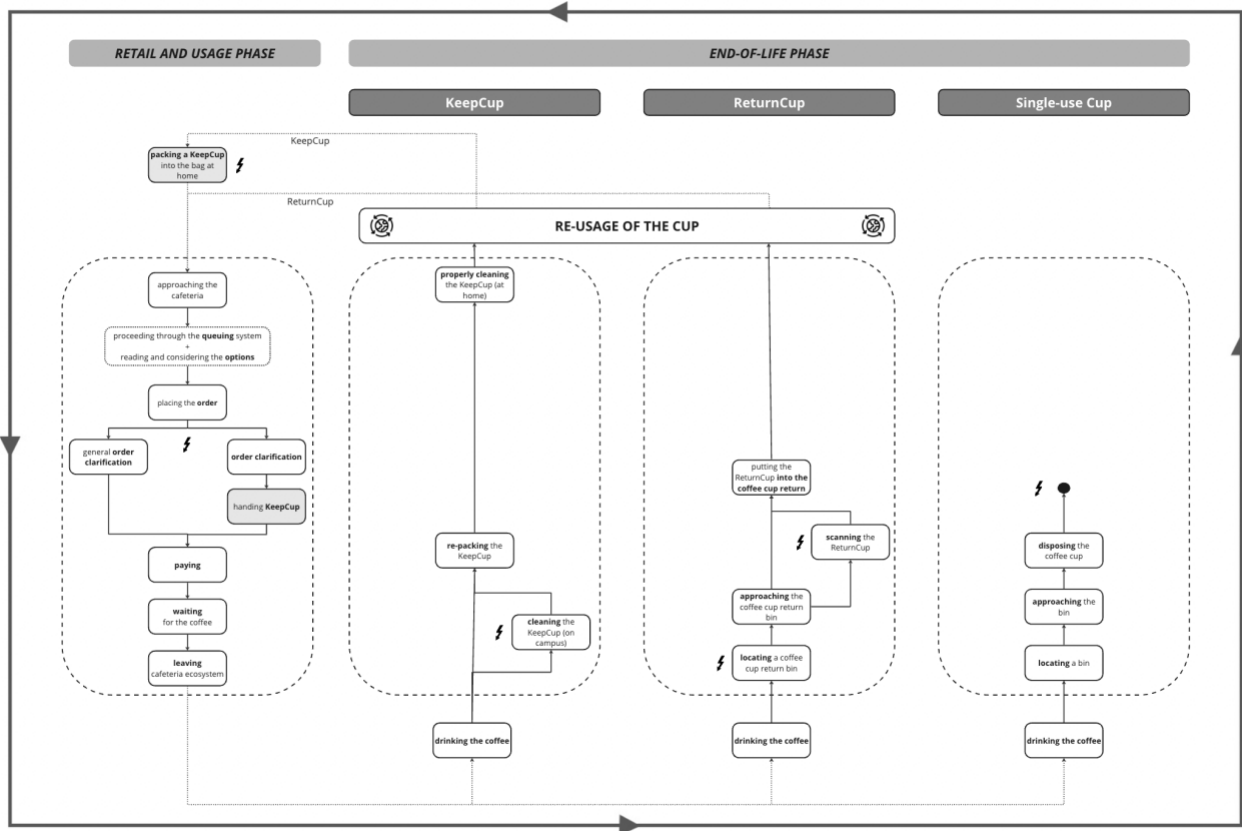 RETAIL AND USAGE PHASE
END-OF-LIFE PHASE
KeepCup
ReturnCup
Single-use Cup
KeepCup
packing a KeepCup
into the bag at
home
ReturnCup
RE-USAGE OF THE CUP
approaching the
cafeteria
proceeding through the queuing system
+
reading and considering the options
placing the order
general order
clarification
order clarification
handing KeepCup
paying
waiting
for the coffee
leaving
cafeteria ecosystem
properly cleaning
the KeepCup (at
home)
re-packing the
KeepCup
cleaning the
KeepCup (on
campus)
drinking the coffee
putting the
ReturnCup into the
coffee cup return
scanning the
ReturnCup
approaching the
coffee cup return
bin
locating a coffee
cup return bin
drinking the coffee
disposing the
coffee cup
approaching the
bin
locating a bin
drinking the coffee